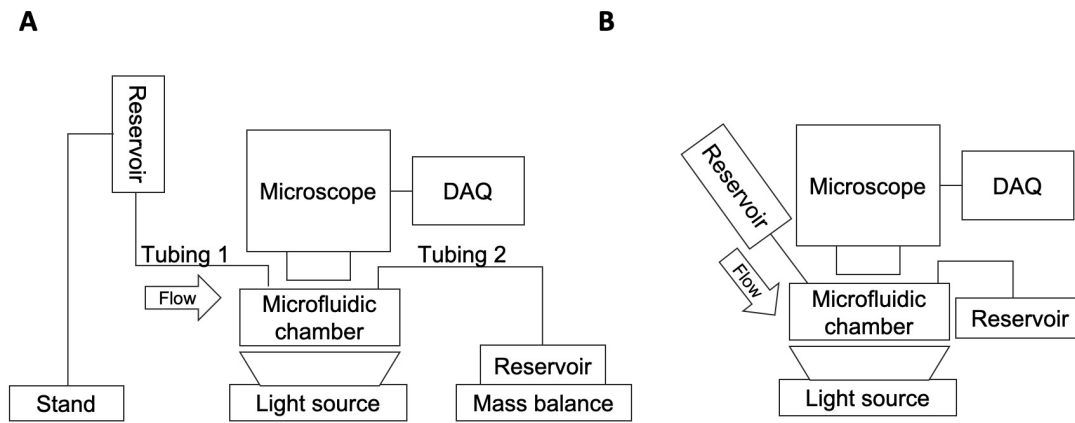 A
B
Reservoir
Microscope
DAQ
Tubing 1
Tubing 2
Flow
Microfluidic
chamber
Reservoir
Stand
Light source
Mass balance
Reservoir
Microscope
DAQ
Flow
Microfluidic
chamber
Reservoir
Light source